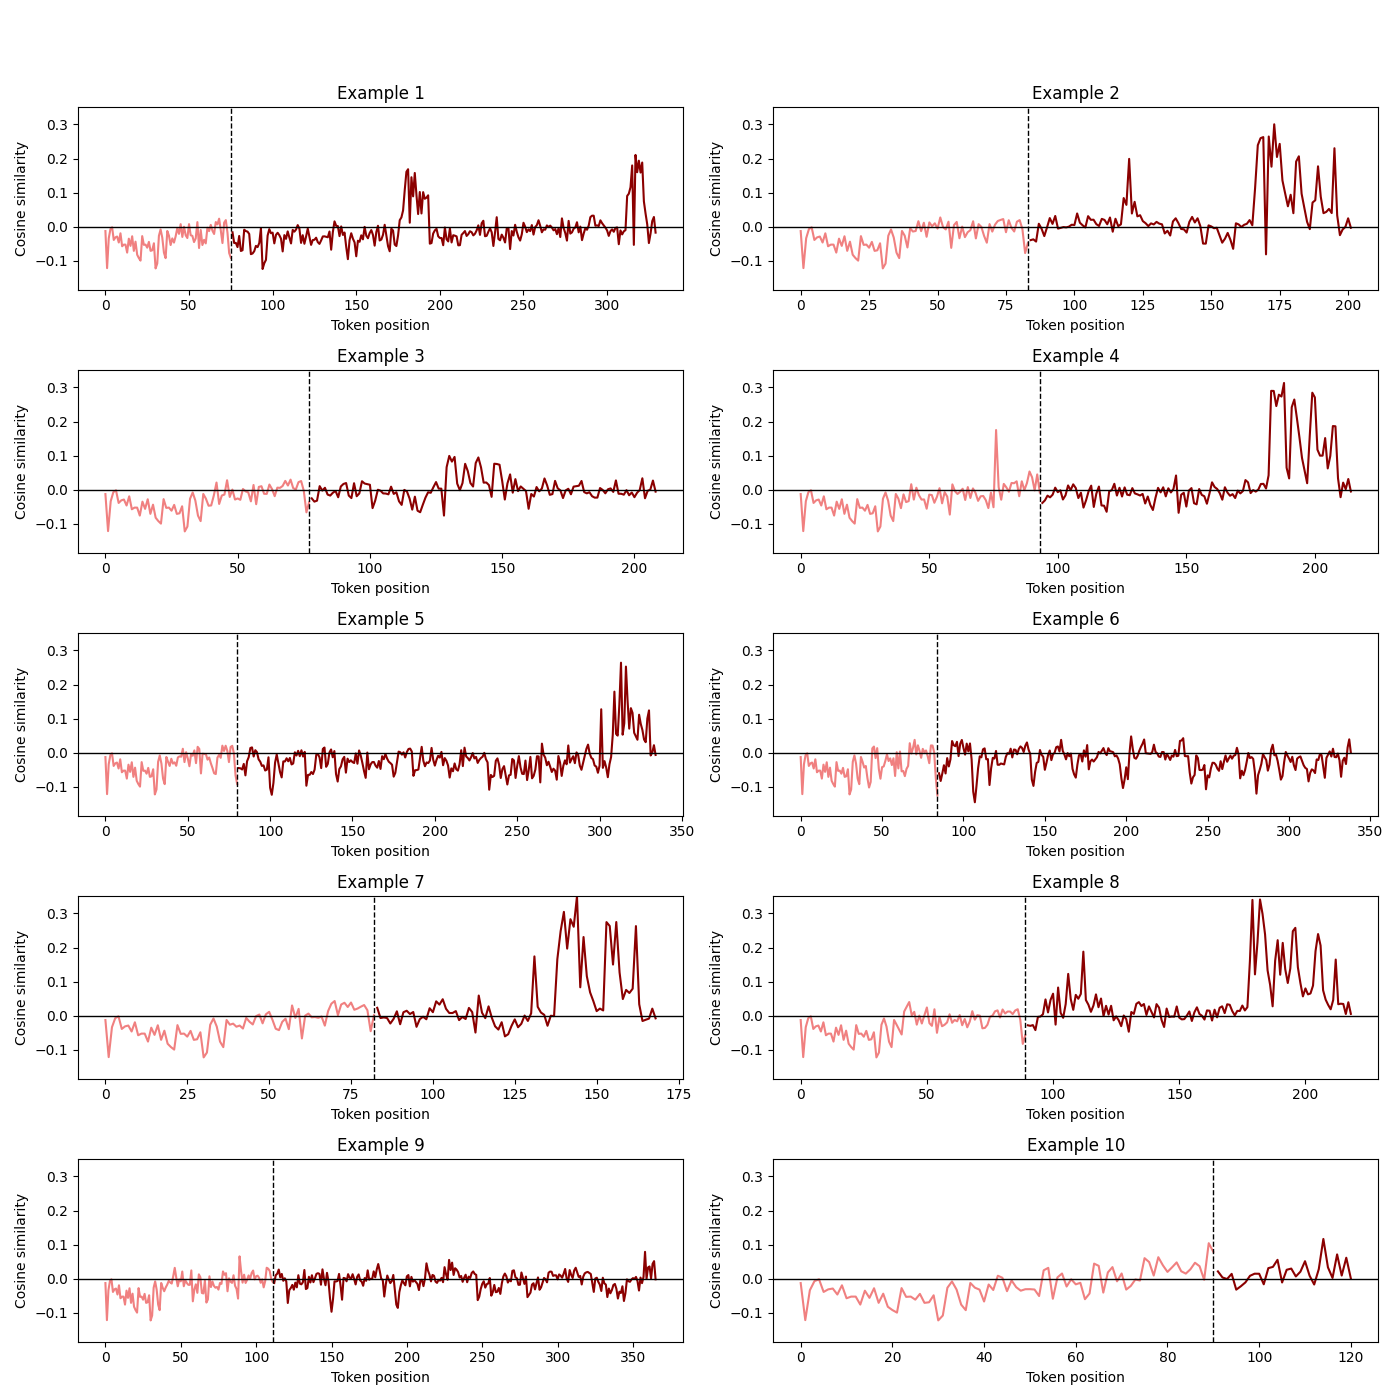 Example 1
Cosine similarity
0.3
0.2
0.1
0.0
−0.1
0 50 100 150 200 250 300
Token position
Example 2
Cosine similarity
0.3
0.2
0.1
0.0
−0.1
0 25 50 75 100 125 150 175 200
Token position
Example 3
Cosine similarity
0.3
0.2
0.1
0.0
−0.1
0 50 100 150 200
Token position
Example 4
Cosine similarity
0.3
0.2
0.1
0.0
−0.1
0 50 100 150 200
Token position
Example 5
Cosine similarity
0.3
0.2
0.1
0.0
−0.1
0 50 100 150 200 250 300 350
Token position
Example 6
Cosine similarity
0.3
0.2
0.1
0.0
−0.1
0 50 100 150 200 250 300 350
Token position
Example 7
Cosine similarity
0.3
0.2
0.1
0.0
−0.1
0 25 50 75 100 125 150 175
Token position
Example 8
Cosine similarity
0.3
0.2
0.1
0.0
−0.1
0 50 100 150 200
Token position
Example 9
Cosine similarity
0.3
0.2
0.1
0.0
−0.1
0 50 100 150 200 250 300 350
Token position
Example 10
Cosine similarity
0.3
0.2
0.1
0.0
−0.1
0 20 40 60 80 100 120
Token position